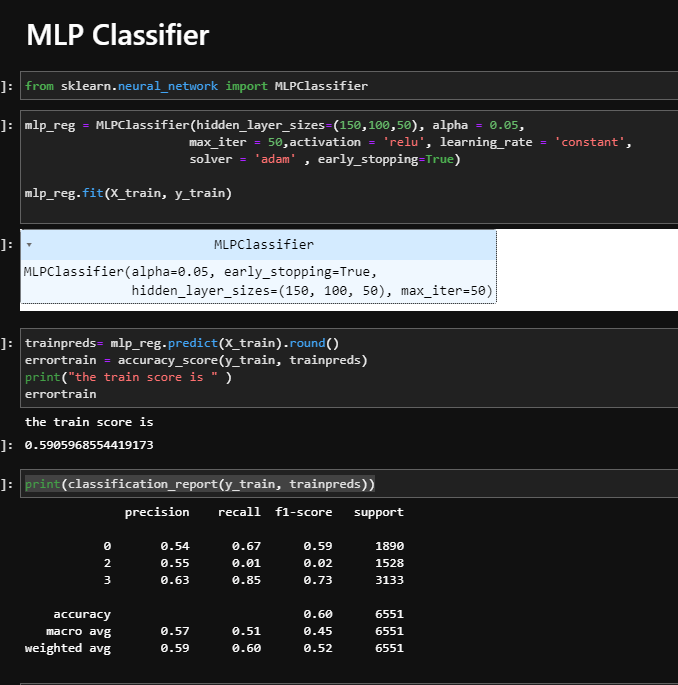 MLP Classifier
]: from sklearn.neural_network import MLPClassifier
]: mlp_reg = MLPClassifier(hidden_layer_sizes=(150,100,50), alpha = 0.05,
max_iter = 50,activation = 'relu', learning_rate = 'constant',
solver = 'adam' , early_stopping=True)
mlp_reg.fit(X_train, y_train)
]: ▾ MLPClassifier
MLPClassifier(alpha=0.05, early_stopping=True,
hidden_layer_sizes=(150, 100, 50), max_iter=50)
]: trainpreds= mlp_reg.predict(X_train).round()
errortrain = accuracy_score(y_train, trainpreds)
print("the train score is " )
errortrain
the train score is
]: 0.5905968554419173
]: print(classification_report(y_train, trainpreds))
precision recall f1-score support
0 0.54 0.67 0.59 1890
2 0.55 0.01 0.02 1528
3 0.63 0.85 0.73 3133
accuracy 0.60 6551
macro avg 0.57 0.51 0.45 6551
weighted avg 0.59 0.60 0.52 6551